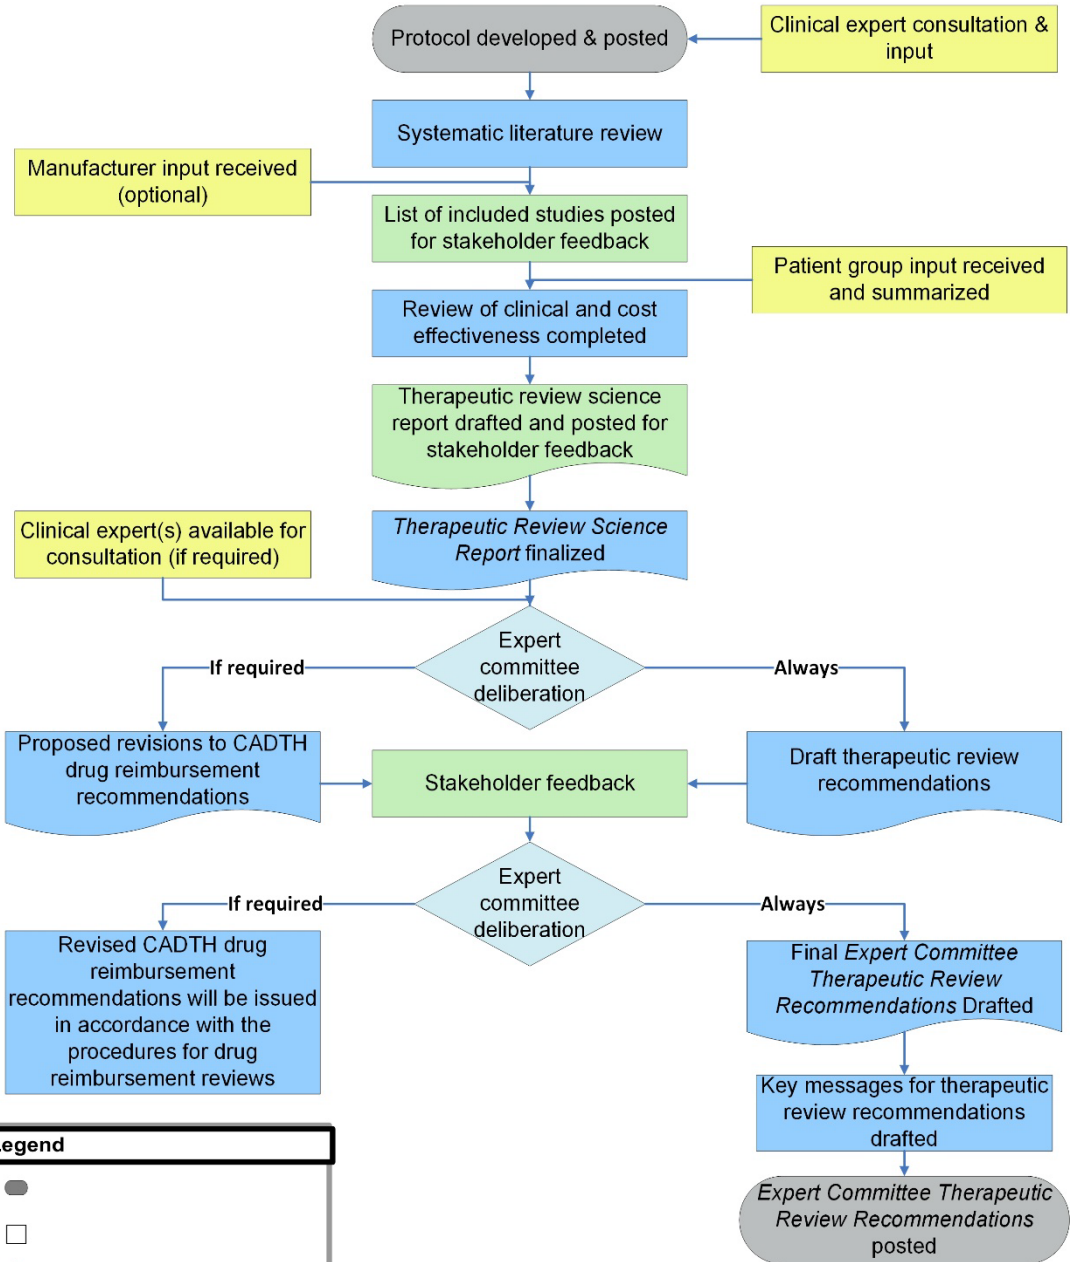 Protocol developed & posted
Clinical expert consultation &
input
Systematic literature review
Manufacturer input received
(optional)
List of included studies posted
for stakeholder feedback
Patient group input received
and summarized
Review of clinical and cost
effectiveness completed
Therapeutic review science
report drafted and posted for
stakeholder feedback
Clinical expert(s) available for
consultation (if required)
Therapeutic Review Science
Report finalized
Expert
committee
deliberation
If required
Always
Proposed revisions to CADTH
drug reimbursement
recommendations
Stakeholder feedback
Draft therapeutic review
recommendations
Expert
committee
deliberation
If required
Always
Revised CADTH drug
reimbursement
recommendations will be issued
in accordance with the
procedures for drug
reimbursement reviews
Final Expert Committee
Therapeutic Review
Recommendations Drafted
Key messages for therapeutic
review recommendations
drafted
Expert Committee Therapeutic
Review Recommendations
posted
Legend